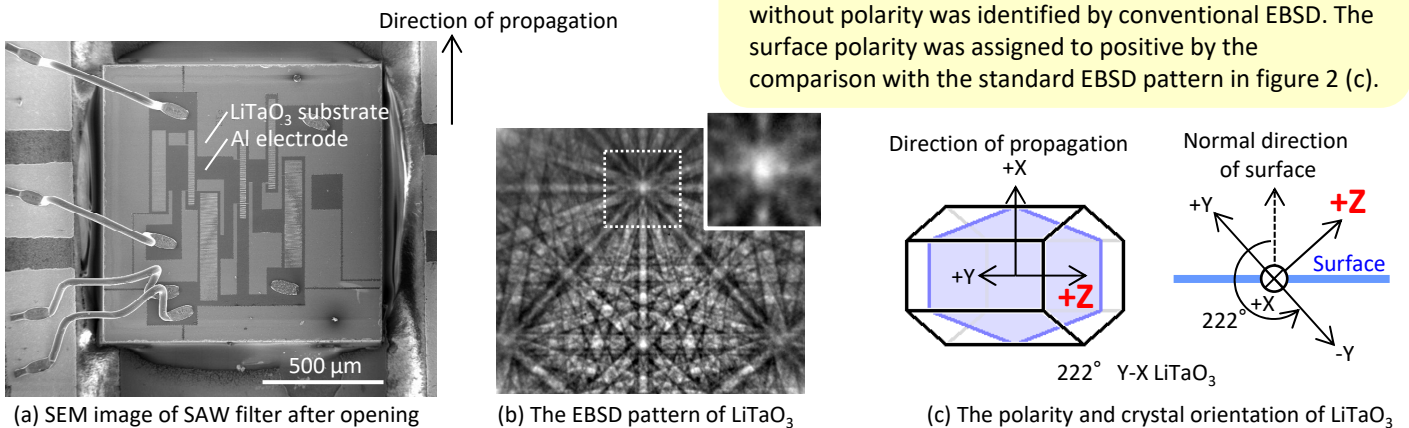 Direction of propagation
without polarity was identified by conventional EBSD. The
surface polarity was assigned to positive by the
comparison with the standard EBSD pattern in figure 2 (c).
LiTaO₃ substrate
Al electrode
500 µm
(a) SEM image of SAW filter after opening
(b) The EBSD pattern of LiTaO₃
Direction of propagation
+X
+Y
+Z
222° Y-X LiTaO₃
Normal direction
of surface
+Y
+Z
Surface
+X
222°
-Y
(c) The polarity and crystal orientation of LiTaO₃